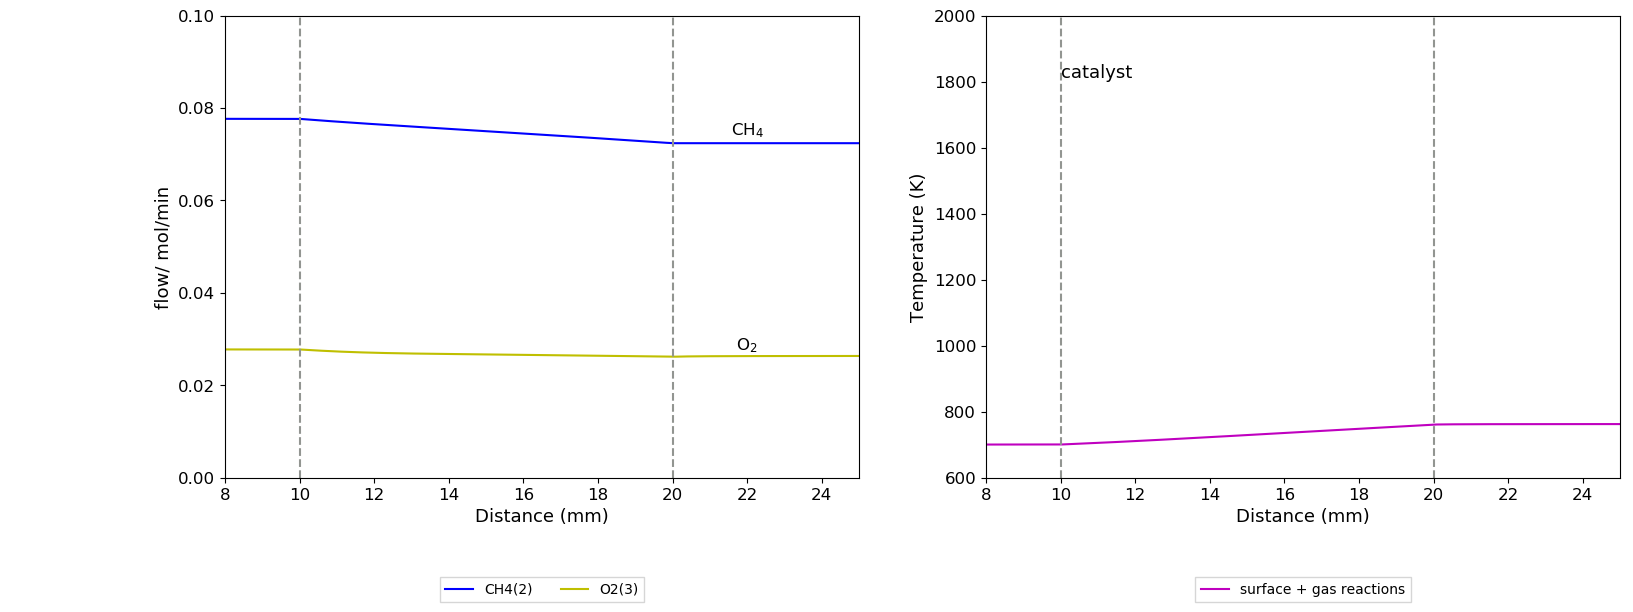 0.10
0.08
0.06
0.04
0.02
0.00
flow/ mol/min
CH₄
O₂
8 10 12 14 16 18 20 22 24
Distance (mm)
CH4(2) O2(3)
2000
1800
1600
1400
1200
1000
800
600
Temperature (K)
catalyst
8 10 12 14 16 18 20 22 24
Distance (mm)
surface + gas reactions